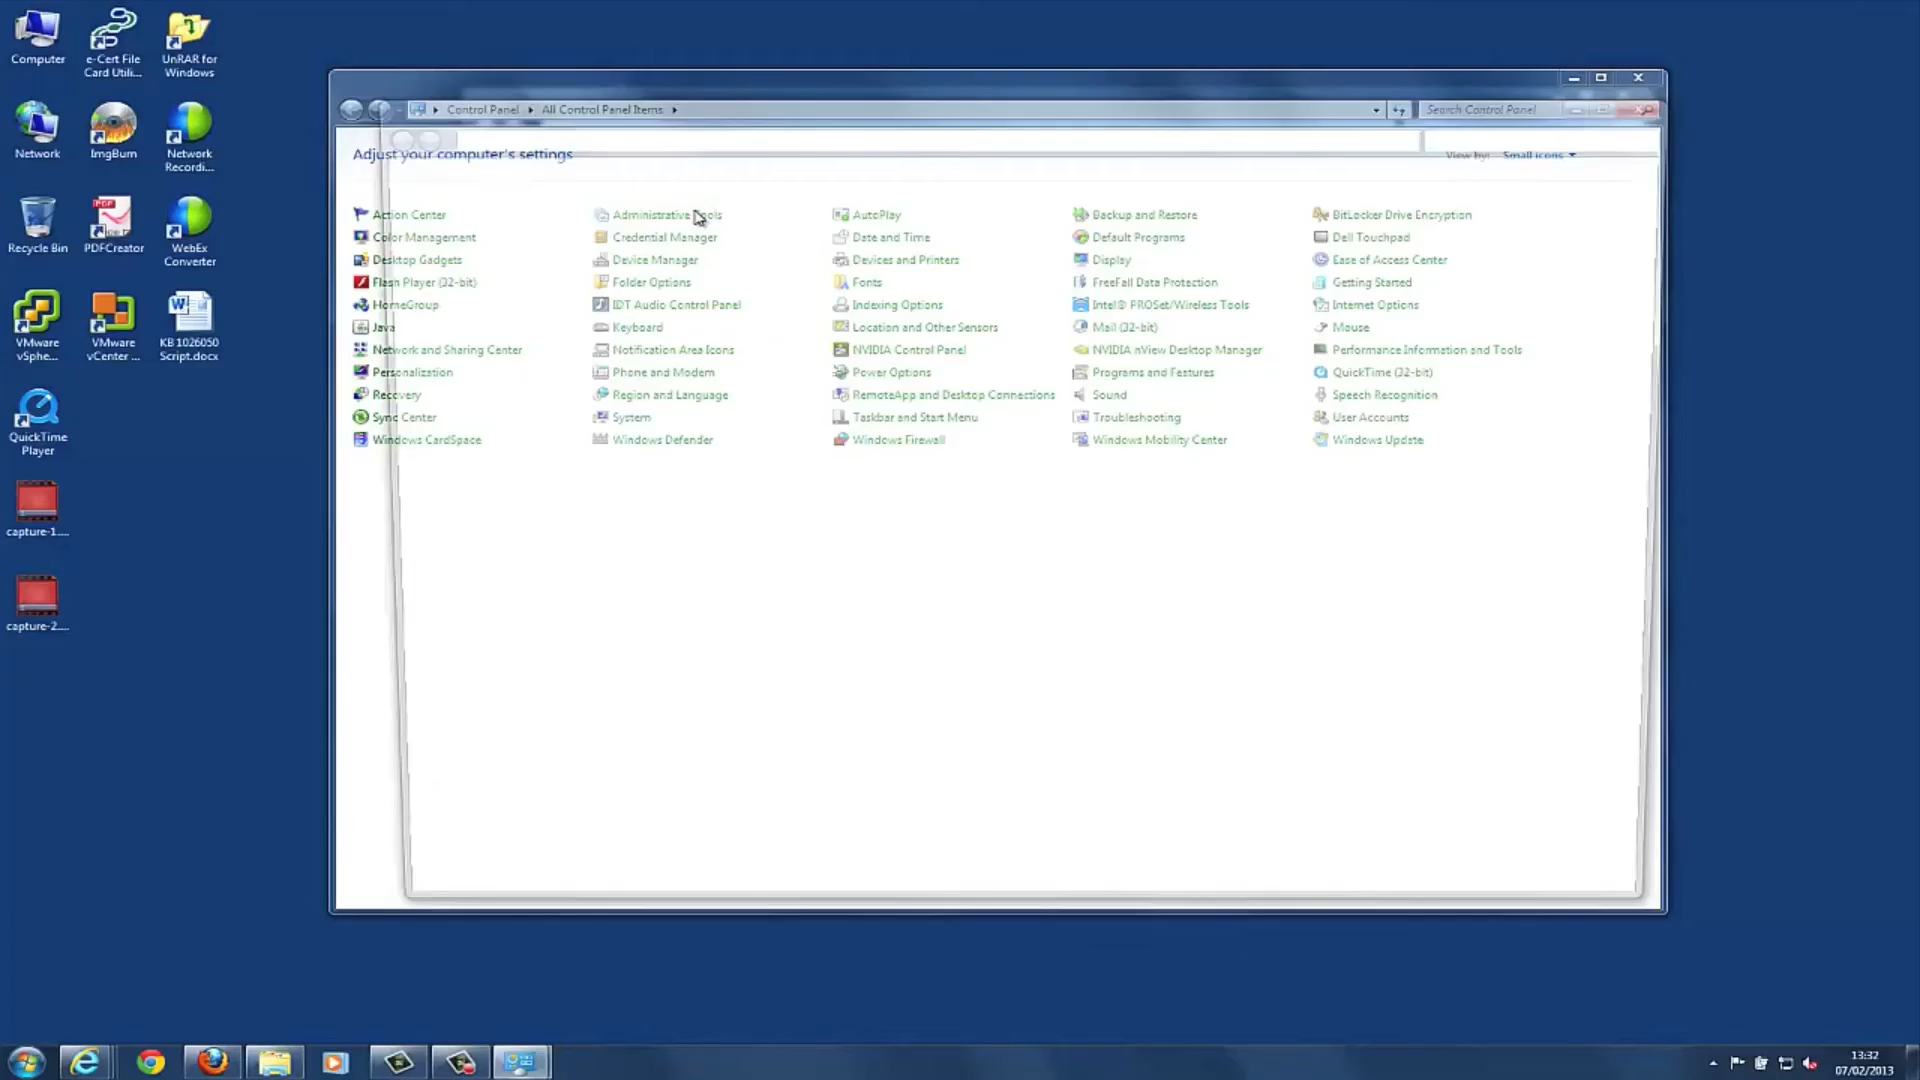 Computer
e-Cert File
Card Utili...
UnRAR for
Windows
Network
ImgBurn
Network
Recordi...
Recycle Bin
PDFCreator
WebEx
Converter
VMware
vSphe...
VMware
vCenter ...
KB 1026050
Script.docx
QuickTime
Player
capture-1....
capture-2....
Control Panel
All Control Panel Items
Search Control Panel
Adjust your computer's settings
View by: Small icons
Action Center
Administrative Tools
AutoPlay
Backup and Restore
BitLocker Drive Encryption
Color Management
Credential Manager
Date and Time
Default Programs
Dell Touchpad
Desktop Gadgets
Device Manager
Devices and Printers
Display
Ease of Access Center
Flash Player (32-bit)
Folder Options
Fonts
FreeFall Data Protection
Getting Started
HomeGroup
IDT Audio Control Panel
Indexing Options
Intel® PROSet/Wireless Tools
Internet Options
Java
Keyboard
Location and Other Sensors
Mail (32-bit)
Mouse
Network and Sharing Center
Notification Area Icons
NVIDIA Control Panel
NVIDIA nView Desktop Manager
Performance Information and Tools
Personalization
Phone and Modem
Power Options
Programs and Features
QuickTime (32-bit)
Recovery
Region and Language
RemoteApp and Desktop Connections
Sound
Speech Recognition
Sync Center
System
Taskbar and Start Menu
Troubleshooting
User Accounts
Windows CardSpace
Windows Defender
Windows Firewall
Windows Mobility Center
Windows Update
13:32
07/02/2013